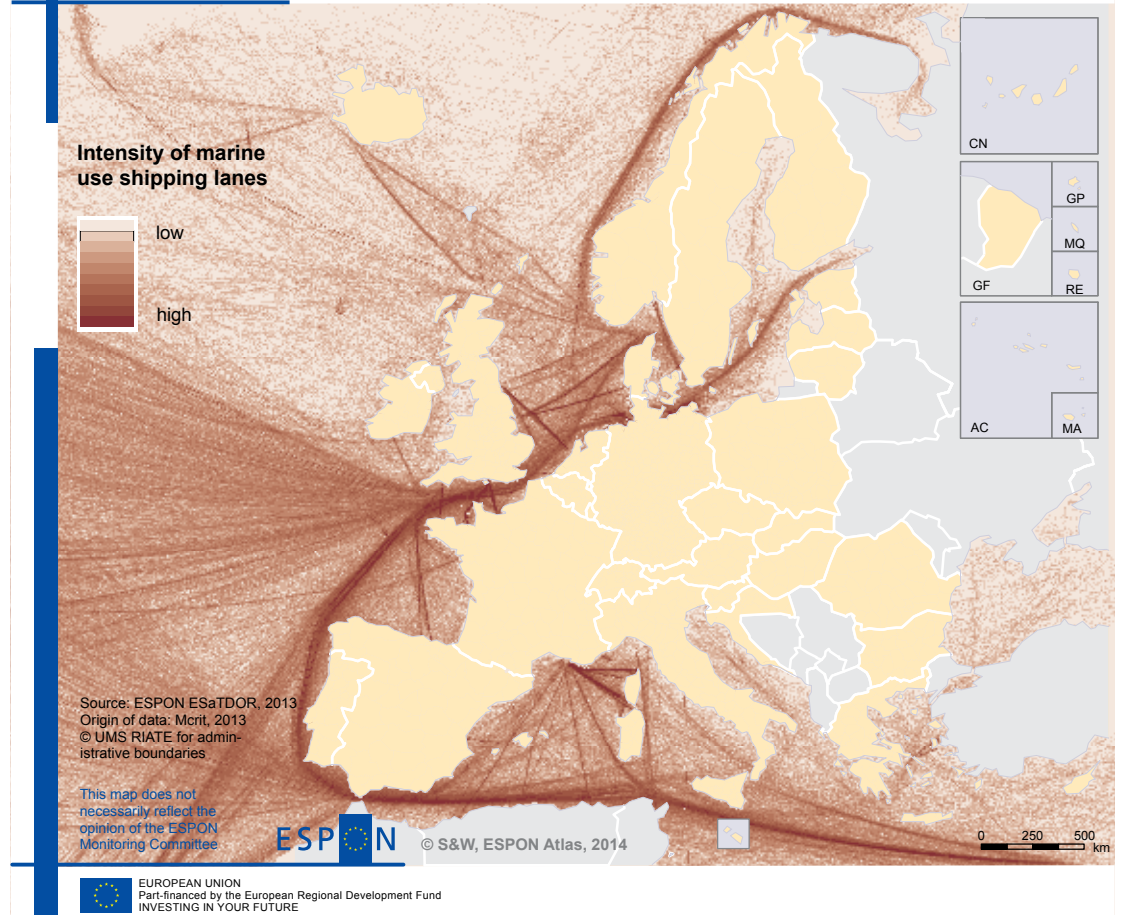 Intensity of marine
use shipping lanes
low
high
CN
GP
MQ
GF
RE
AC
MA
Source: ESPON ESaTDOR, 2013
Origin of data: Mcrit, 2013
© UMS RIATE for admin-
istrative boundaries
This map does not
necessarily reflect the
opinion of the ESPON
Monitoring Committee
ESPON
© S&W, ESPON Atlas, 2014
0 250 500
km
EUROPEAN UNION
Part-financed by the European Regional Development Fund
INVESTING IN YOUR FUTURE